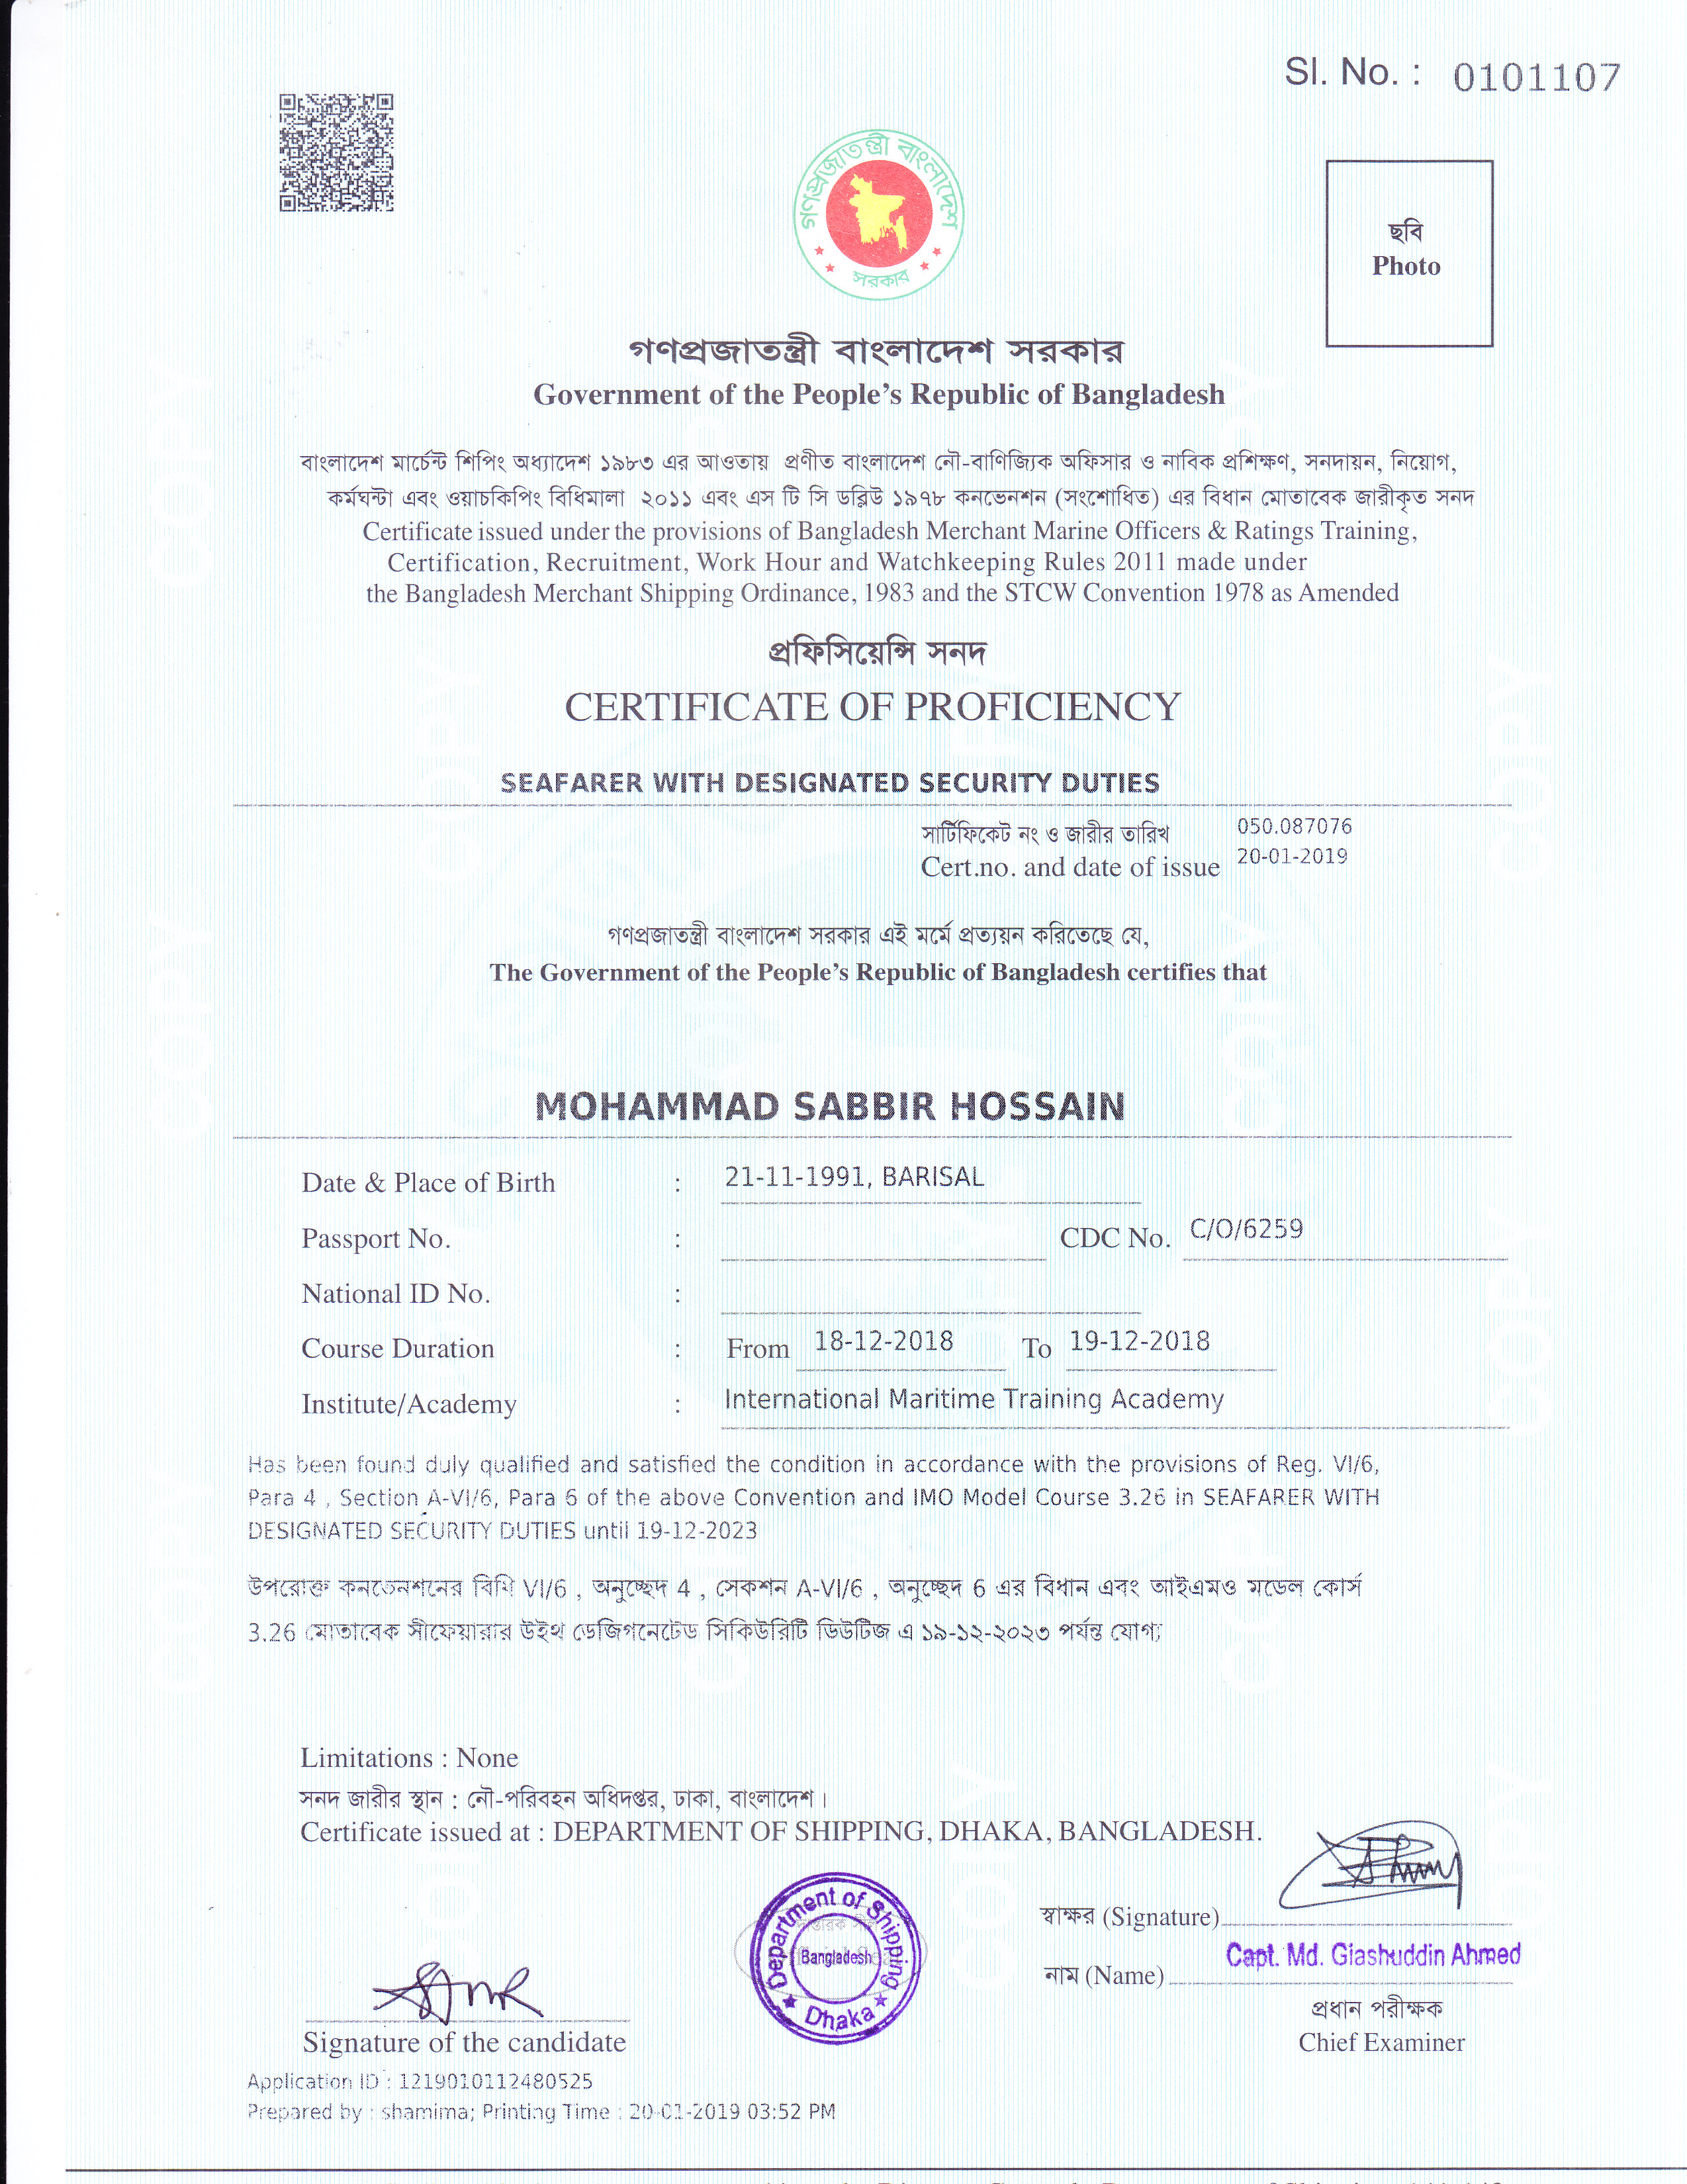 Sl. No. : 0101107
গণপ্রজাতন্ত্রী বাংলাদেশ
সরকার
ছবি
Photo
গণপ্রজাতন্ত্রী বাংলাদেশ সরকার
Government of the People's Republic of Bangladesh
বাংলাদেশ মার্চেন্ট শিপিং অধ্যাদেশ ১৯৮৩ এর আওতায় প্রণীত বাংলাদেশ নৌ-বাণিজ্যিক অফিসার ও নাবিক প্রশিক্ষণ, সনদায়ন, নিয়োগ,
কর্মঘন্টা এবং ওয়াচকিপিং বিধিমালা ২০১১ এবং এস টি সি ডব্লিউ ১৯৭৮ কনভেনশন (সংশোধিত) এর বিধান মোতাবেক জারীকৃত সনদ
Certificate issued under the provisions of Bangladesh Merchant Marine Officers & Ratings Training,
Certification, Recruitment, Work Hour and Watchkeeping Rules 2011 made under
the Bangladesh Merchant Shipping Ordinance, 1983 and the STCW Convention 1978 as Amended
প্রফিসিয়েন্সি সনদ
CERTIFICATE OF PROFICIENCY
SEAFARER WITH DESIGNATED SECURITY DUTIES
সার্টিফিকেট নং ও জারীর তারিখ 050.087076
Cert.no. and date of issue 20-01-2019
গণপ্রজাতন্ত্রী বাংলাদেশ সরকার এই মর্মে প্রত্যয়ন করিতেছে যে,
The Government of the People's Republic of Bangladesh certifies that
MOHAMMAD SABBIR HOSSAIN
Date & Place of Birth : 21-11-1991, BARISAL
Passport No. : CDC No. C/O/6259
National ID No. :
Course Duration : From 18-12-2018 To 19-12-2018
Institute/Academy : International Maritime Training Academy
Has been found duly qualified and satisfied the condition in accordance with the provisions of Reg. VI/6,
Para 4 , Section A-VI/6, Para 6 of the above Convention and IMO Model Course 3.26 in SEAFARER WITH
DESIGNATED SECURITY DUTIES until 19-12-2023
উপরোক্ত কনভেনশনের বিধি VI/6 , অনুচ্ছেদ 4 , সেকশন A-VI/6 , অনুচ্ছেদ 6 এর বিধান এবং আইএমও মডেল কোর্স
3.26 মোতাবেক সীফেয়ারার উইথ ডেজিগনেটেড সিকিউরিটি ডিউটিজ এ ১৯-১২-২০২৩ পর্যন্ত যোগ্য
Limitations : None
সনদ জারীর স্থান : নৌ-পরিবহন অধিদপ্তর, ঢাকা, বাংলাদেশ।
Certificate issued at : DEPARTMENT OF SHIPPING, DHAKA, BANGLADESH.
Department of Shipping
Bangladesh
Dhaka
স্বাক্ষর (Signature)
Capt. Md. Giashuddin Ahmed
নাম (Name)
প্রধান পরীক্ষক
Chief Examiner
Signature of the candidate
Application ID : 1219010112480525
Prepared by : shamima; Printing Time : 20-01-2019 03:52 PM